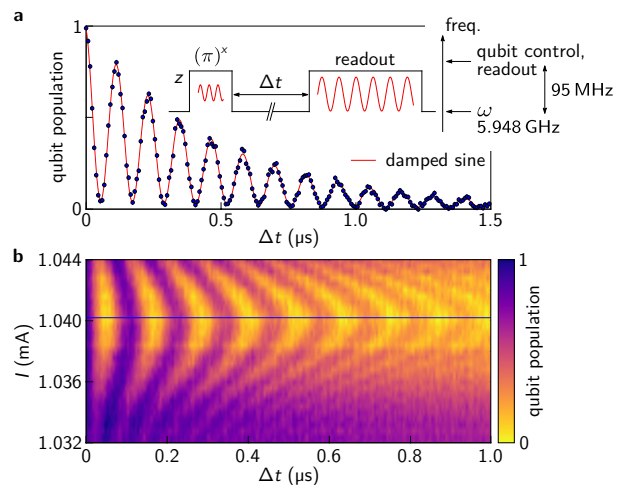 a
1
0
qubit population
0
0.5
1.0
1.5
Δt (μs)
z
(π)ˣ
Δt
readout
freq.
qubit control,
readout
95 MHz
ω
5.948 GHz
damped sine
b
1.044
1.040
1.036
1.032
I (mA)
0
0.2
0.4
0.6
0.8
1.0
Δt (μs)
1
0
qubit population